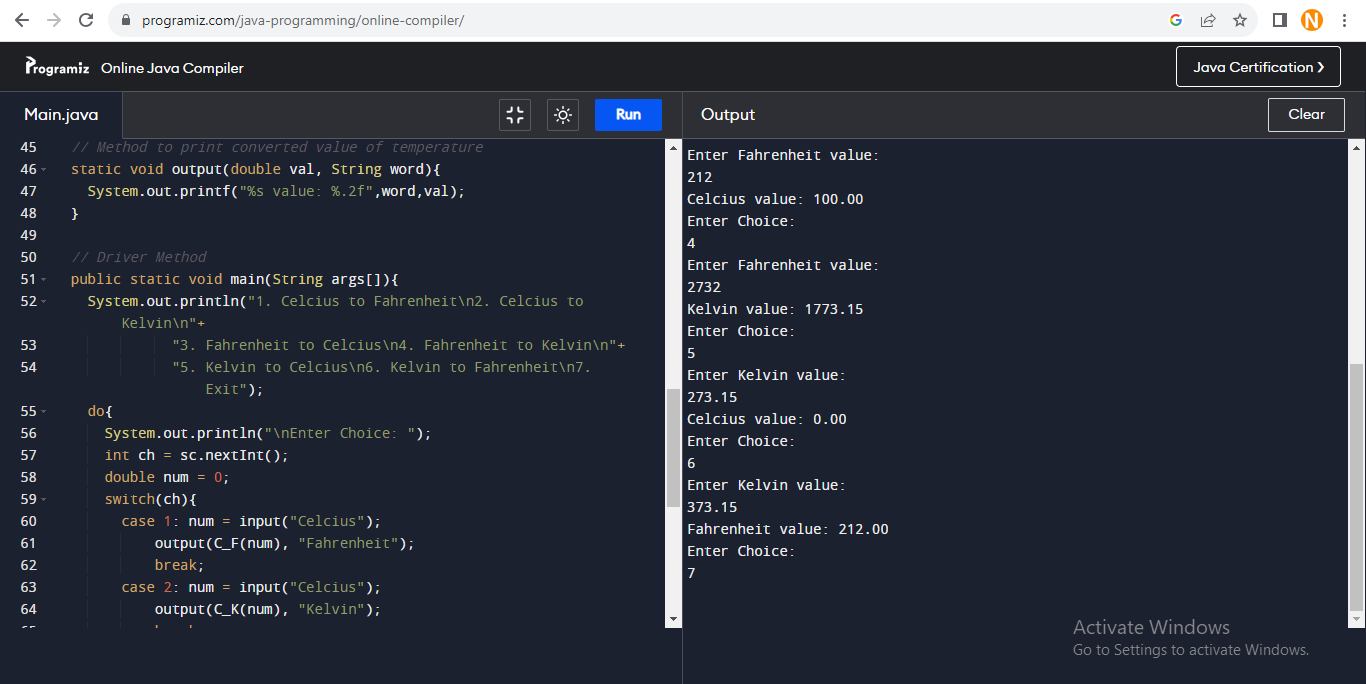 programiz.com/java-programming/online-compiler/
G
N
Programiz Online Java Compiler
Java Certification ❯
Main.java
Run
Output
Clear
45 // Method to print converted value of temperature
46 static void output(double val, String word){
47 System.out.printf("%s value: %.2f",word,val);
48 }
49
50 // Driver Method
51 public static void main(String args[]){
52 System.out.println("1. Celcius to Fahrenheit\n2. Celcius to
Kelvin\n"+
53 "3. Fahrenheit to Celcius\n4. Fahrenheit to Kelvin\n"+
54 "5. Kelvin to Celcius\n6. Kelvin to Fahrenheit\n7.
Exit");
55 do{
56 System.out.println("\nEnter Choice: ");
57 int ch = sc.nextInt();
58 double num = 0;
59 switch(ch){
60 case 1: num = input("Celcius");
61 output(C_F(num), "Fahrenheit");
62 break;
63 case 2: num = input("Celcius");
64 output(C_K(num), "Kelvin");
Enter Fahrenheit value:
212
Celcius value: 100.00
Enter Choice:
4
Enter Fahrenheit value:
2732
Kelvin value: 1773.15
Enter Choice:
5
Enter Kelvin value:
273.15
Celcius value: 0.00
Enter Choice:
6
Enter Kelvin value:
373.15
Fahrenheit value: 212.00
Enter Choice:
7
Activate Windows
Go to Settings to activate Windows.